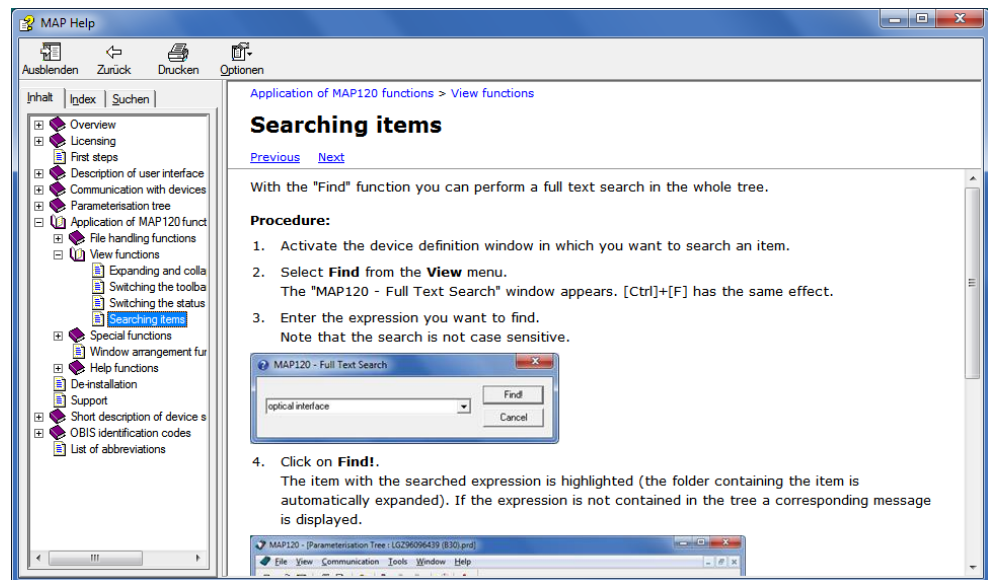 MAP Help
Ausblenden Zurück Drucken Optionen
Inhalt Index Suchen
Overview
Licensing
First steps
Description of user interface
Communication with devices
Parameterisation tree
Application of MAP120 funct
File handling functions
View functions
Expanding and colla
Switching the toolba
Switching the status
Searching items
Special functions
Window arrangement fur
Help functions
De-installation
Support
Short description of device s
OBIS identification codes
List of abbreviations
Application of MAP120 functions > View functions
Searching items
Previous Next
With the "Find" function you can perform a full text search in the whole tree.
Procedure:
1. Activate the device definition window in which you want to search an item.
2. Select Find from the View menu.
The "MAP120 - Full Text Search" window appears. [Ctrl]+[F] has the same effect.
3. Enter the expression you want to find.
Note that the search is not case sensitive.
MAP120 - Full Text Search
optical interface
Find!
Cancel
4. Click on Find!.
The item with the searched expression is highlighted (the folder containing the item is
automatically expanded). If the expression is not contained in the tree a corresponding message
is displayed.
MAP120 - [Parameterisation Tree : LGZ96096439 (B30).prd]
File View Communication Tools Window Help